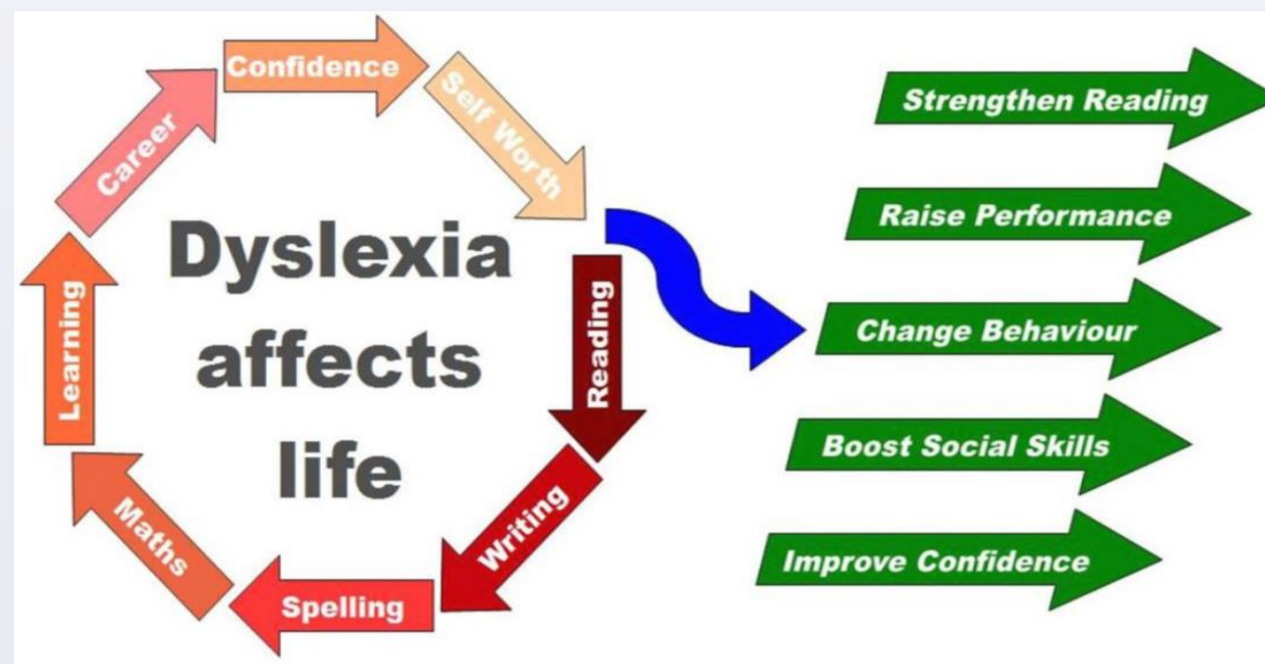 Dyslexia
affects
life
Confidence
Self Worth
Reading
Writing
Spelling
Maths
Learning
Career
Strengthen Reading
Raise Performance
Change Behaviour
Boost Social Skills
Improve Confidence